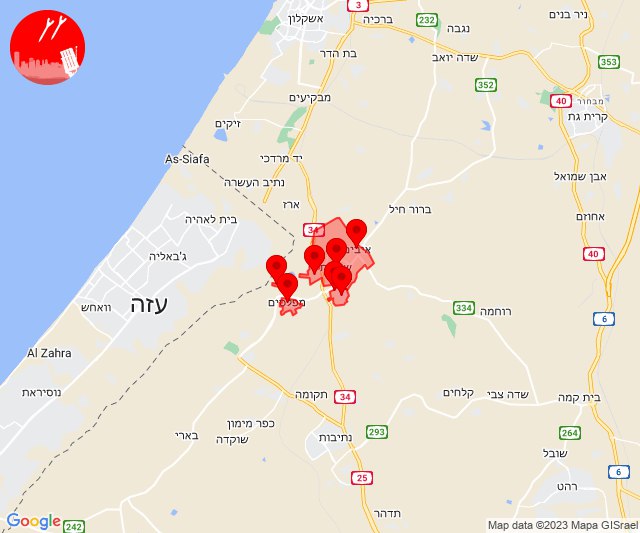 3
אשקלון
ברכיה
232
נגבה
ניר בנים
בת הדר
שדה יואב
353
352
מבקיעים
40
מבחור
קרית גת
זיקים
As-Siafa
יד מרדכי
נתיב העשרה
אבן שמואל
ארז
ברור חיל
אחוזם
בית לאהיה
34
ג'באליה
40
עזה
וואחש
מפלסים
334
רוחמה
6
Al Zahra
נוסיראת
תקומה
34
קלחים
שדה צבי
בית קמה
כפר מימון
שוקדה
בארי
נתיבות
293
264
שובל
25
6
רהט
תדהר
242
Google
Map data ©2023 Mapa GISrael